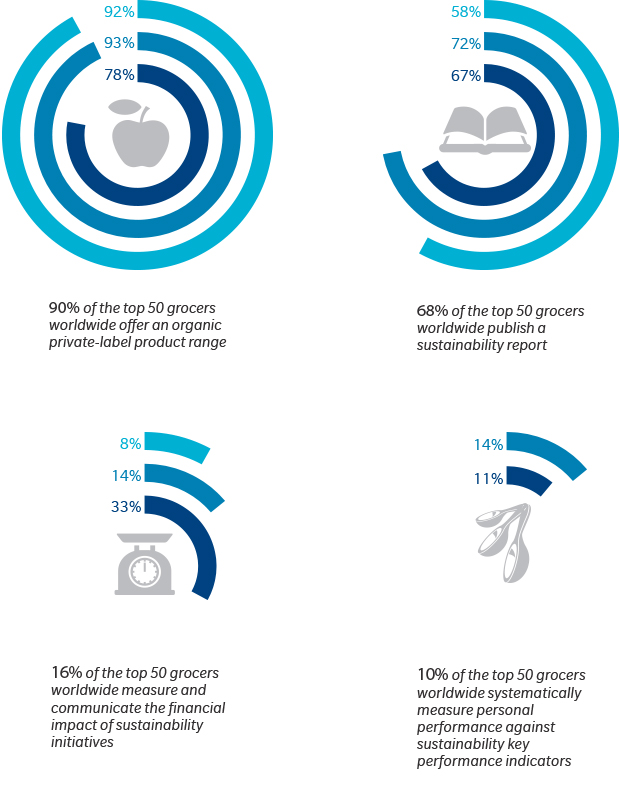 92%
93%
78%
58%
72%
67%
90% of the top 50 grocers
worldwide offer an organic
private-label product range
68% of the top 50 grocers
worldwide publish a
sustainability report
8%
14%
33%
14%
11%
16% of the top 50 grocers
worldwide measure and
communicate the financial
impact of sustainability
initiatives
10% of the top 50 grocers
worldwide systematically
measure personal
performance against
sustainability key
performance indicators